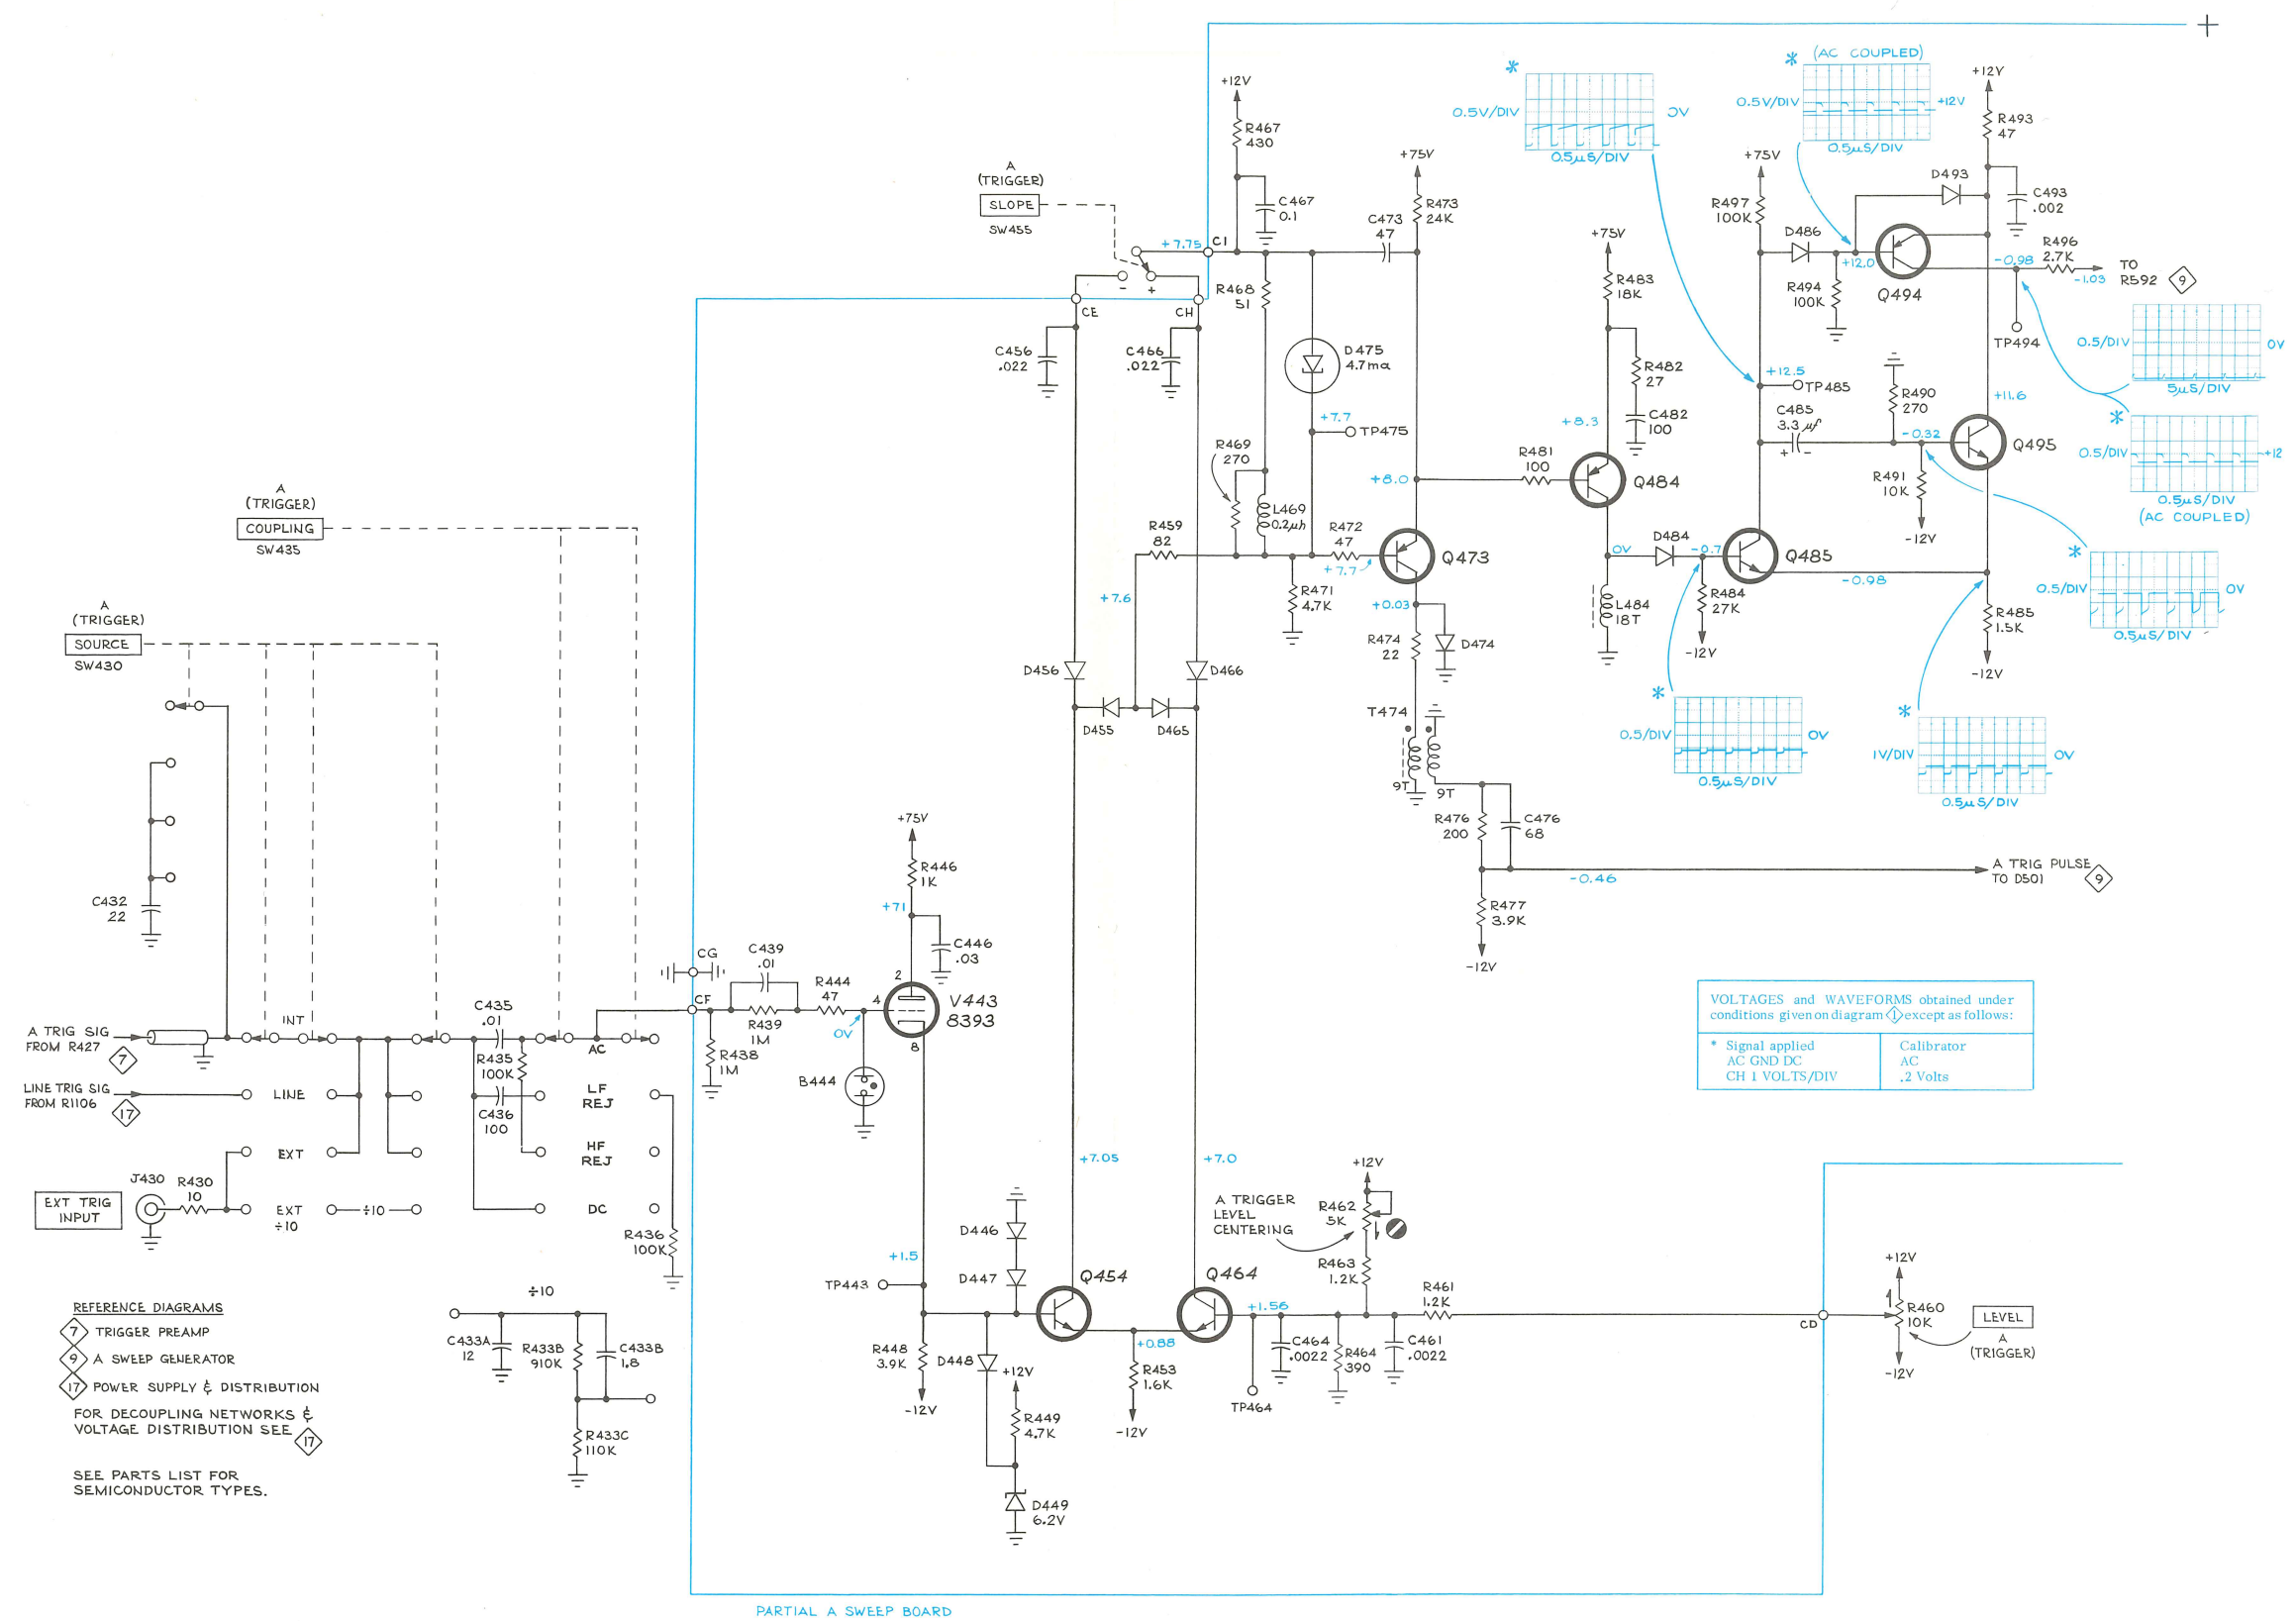 (AC COUPLED)
0.5V/DIV
+12V
0.5µS/DIV
0.5V/DIV
0V
0.5µS/DIV
+12V
R467
430
+12V
R493
47
C467
0.1
+75V
R473
24K
C473
47
A
(TRIGGER)
SLOPE
SW455
+7.75
CI
-
+
CE
CH
R468
51
C456
.022
C466
.022
D475
4.7ma
+7.7
TP475
R469
270
L469
0.2µh
R459
82
R472
47
+7.7
Q473
R471
4.7K
+7.6
+8.0
+0.03
R474
22
D474
D456
D466
D455
D465
T474
9T
9T
R476
200
C476
68
A TRIG PULSE
TO D501
9
-0.46
R477
3.9K
-12V
+75V
R483
18K
R482
27
C482
100
+8.3
R481
100
Q484
0V
D484
-0.7
Q485
L484
18T
R484
27K
-12V
+75V
R497
100K
D486
+12.0
R494
100K
Q494
D493
C493
.002
-0.98
R496
2.7K
TO
R592
9
-1.03
TP494
+12.5
TP485
C485
3.3 µf
+
-
R490
270
-0.32
+11.6
Q495
R491
10K
-12V
-0.98
R485
1.5K
-12V
0.5/DIV
0V
5µS/DIV
0.5/DIV
+12
0.5µS/DIV
(AC COUPLED)
0.5/DIV
0V
0.5µS/DIV
0.5/DIV
0V
0.5µS/DIV
1V/DIV
0V
0.5µS/DIV
A
(TRIGGER)
COUPLING
SW435
A
(TRIGGER)
SOURCE
SW430
C432
.22
A TRIG SIG
FROM R427
7
INT
LINE TRIG SIG
FROM R1106
17
LINE
EXT
J430
R430
10
EXT TRIG
INPUT
EXT
÷10
÷10
C435
.01
R435
100K
C436
100
AC
LF
REJ
HF
REJ
DC
R436
100K
CG
CF
R438
1M
C439
.01
R439
1M
R444
47
0V
B444
+75V
R446
1K
+71
C446
.03
2
4
8
V443
8393
+7.05
+7.0
+1.5
TP443
D446
D447
Q454
Q464
R448
3.9K
-12V
D448
+12V
R449
4.7K
D449
6.2V
+0.88
R453
1.6K
-12V
+12V
A TRIGGER
LEVEL
CENTERING
R462
5K
R463
1.2K
R461
1.2K
+1.56
C464
.0022
R464
390
C461
.0022
TP464
CD
+12V
R460
10K
-12V
LEVEL
A
(TRIGGER)
VOLTAGES and WAVEFORMS obtained under
conditions given on diagram 1 except as follows:
* Signal applied Calibrator
AC GND DC AC
CH 1 VOLTS/DIV .2 Volts
REFERENCE DIAGRAMS
7 TRIGGER PREAMP
9 A SWEEP GENERATOR
17 POWER SUPPLY & DISTRIBUTION
FOR DECOUPLING NETWORKS &
VOLTAGE DISTRIBUTION SEE 17
SEE PARTS LIST FOR
SEMICONDUCTOR TYPES.
÷10
C433A
12
R433B
910K
C433B
1.8
R433C
110K
PARTIAL A SWEEP BOARD